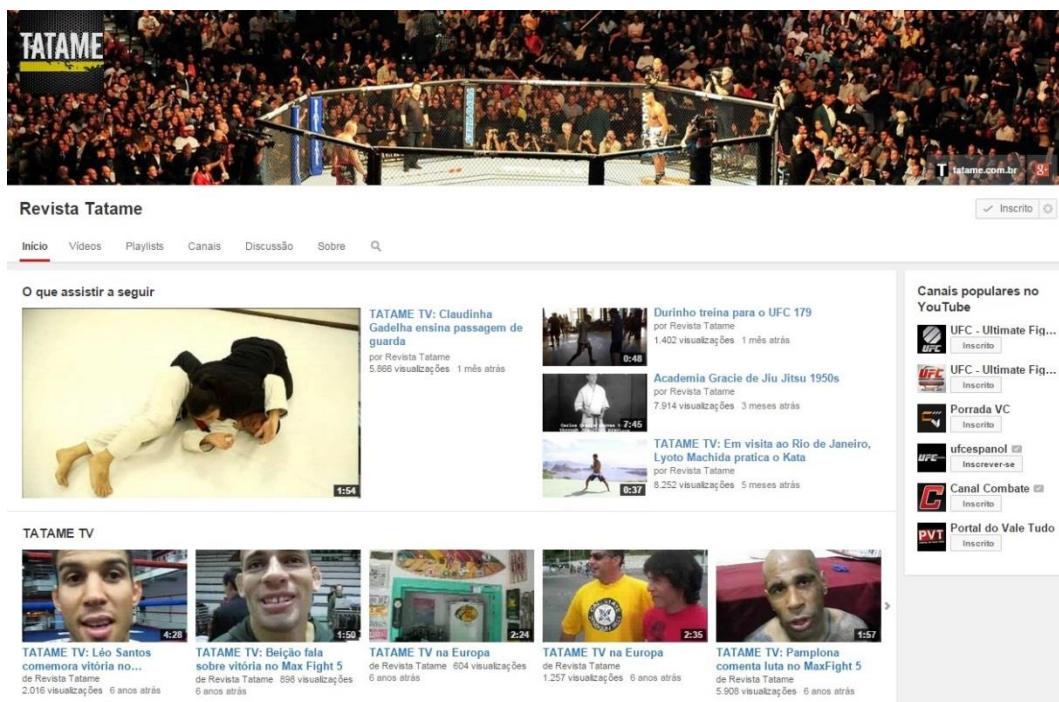 TATAME
T tatame.com.br g+
Revista Tatame
Inscrito
Início Vídeos Playlists Canais Discussão Sobre
O que assistir a seguir
TATAME TV: Claudinha
Gadelha ensina passagem de
guarda
por Revista Tatame
5.866 visualizações 1 mês atrás
1:54
Durinho treina para o UFC 179
por Revista Tatame
1.402 visualizações 1 mês atrás
0:48
Academia Gracie de Jiu Jitsu 1950s
por Revista Tatame
7.914 visualizações 3 meses atrás
7:45
TATAME TV: Em visita ao Rio de Janeiro,
Lyoto Machida pratica o Kata
por Revista Tatame
8.252 visualizações 5 meses atrás
0:37
Canais populares no
YouTube
UFC - Ultimate Fig...
Inscrito
UFC
UFC - Ultimate Fig...
Inscrito
UFC
Porrada VC
Inscrito
ufcespanol
Inscrever-se
UFC
Canal Combate
Inscrito
Portal do Vale Tudo
Inscrito
PVT
TATAME TV
4:28
TATAME TV: Léo Santos
comemora vitória no...
de Revista Tatame
2.016 visualizações 6 anos atrás
1:50
TATAME TV: Beição fala
sobre vitória no Max Fight 5
de Revista Tatame 898 visualizações
6 anos atrás
2:24
TATAME TV na Europa
de Revista Tatame 604 visualizações
6 anos atrás
2:35
TATAME TV na Europa
de Revista Tatame
1.257 visualizações 6 anos atrás
1:57
TATAME TV: Pamplona
comenta luta no MaxFight 5
de Revista Tatame
5.908 visualizações 6 anos atrás